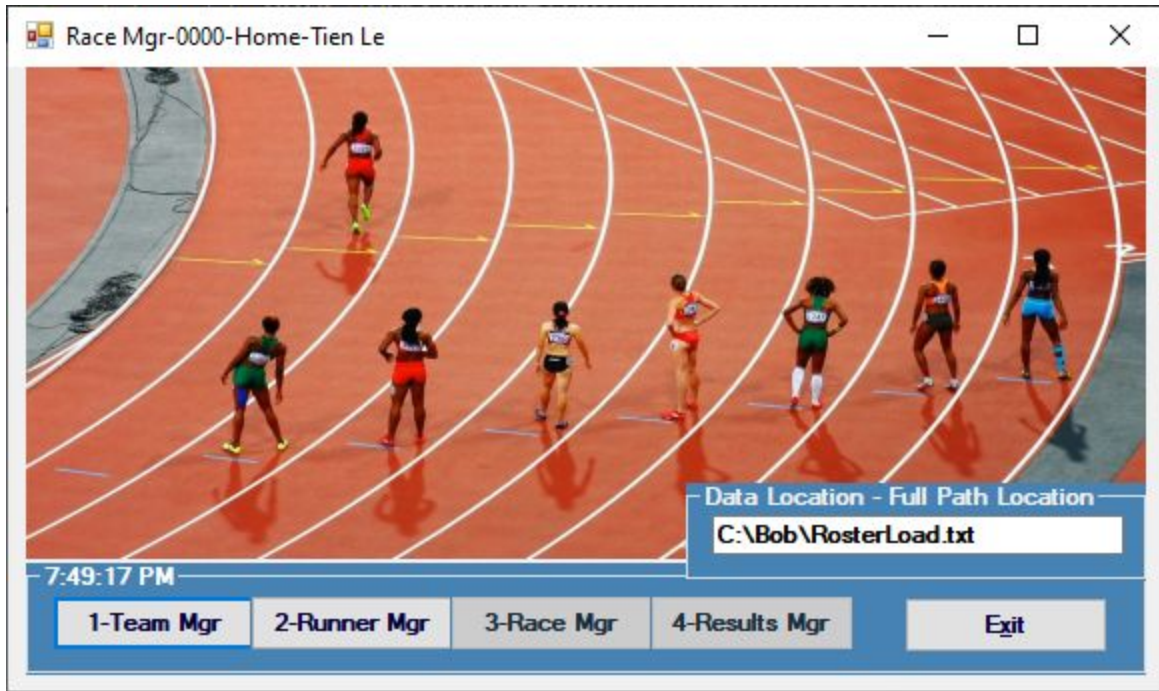 Race Mgr-0000-Home-Tien Le
Data Location - Full Path Location
C:\Bob\RosterLoad.txt
7:49:17 PM
1-Team Mgr
2-Runner Mgr
3-Race Mgr
4-Results Mgr
Exit